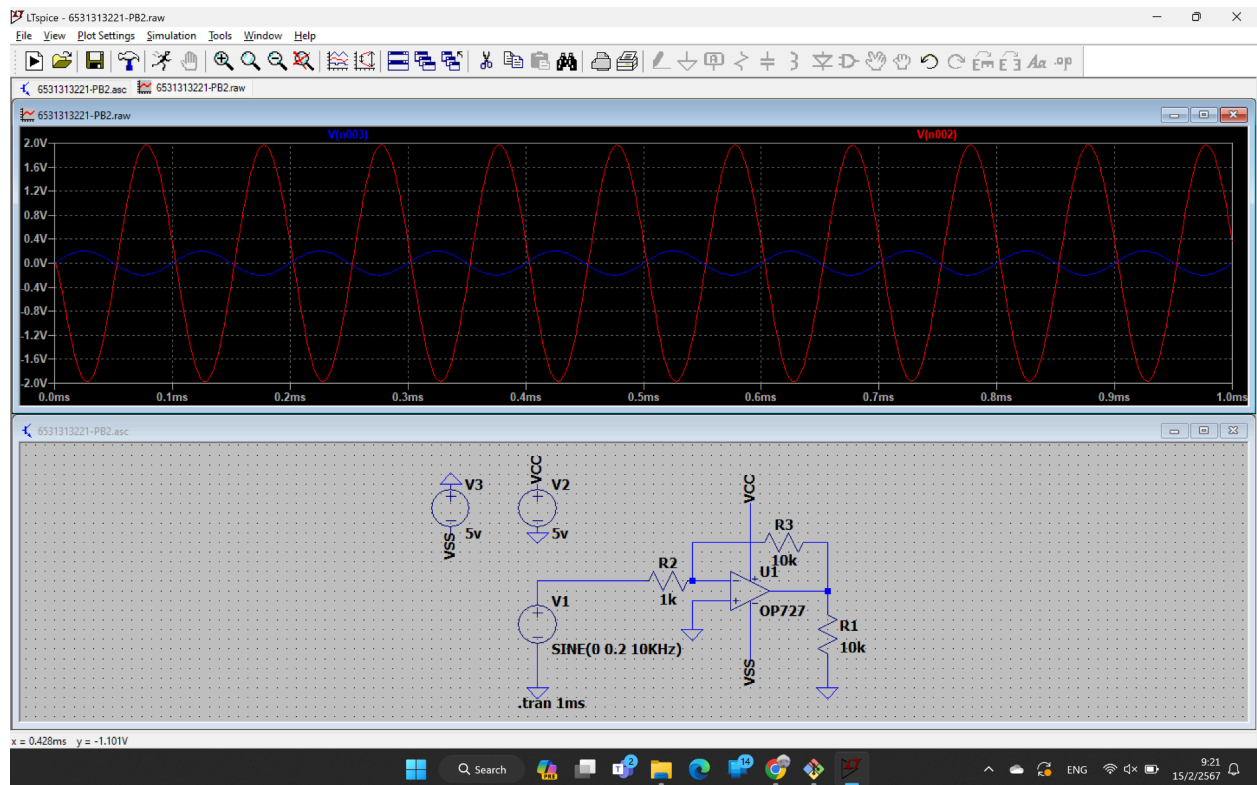 LTspice - 6531313221-PB2.raw
File View Plot Settings Simulation Tools Window Help
6531313221-PB2.asc 6531313221-PB2.raw
6531313221-PB2.raw
V(n003) V(n002)
2.0V
1.6V
1.2V
0.8V
0.4V
0.0V
-0.4V
-0.8V
-1.2V
-1.6V
-2.0V
0.0ms 0.1ms 0.2ms 0.3ms 0.4ms 0.5ms 0.6ms 0.7ms 0.8ms 0.9ms 1.0ms
6531313221-PB2.asc
V3
5v
VSS
VCC
V2
5v
VCC
R3
10k
R2
1k
U1
OP727
V1
SINE(0 0.2 10KHz)
R1
10k
VSS
.tran 1ms
x = 0.428ms y = -1.101V
Search
PRE
2
14
ENG
9:21
15/2/2567